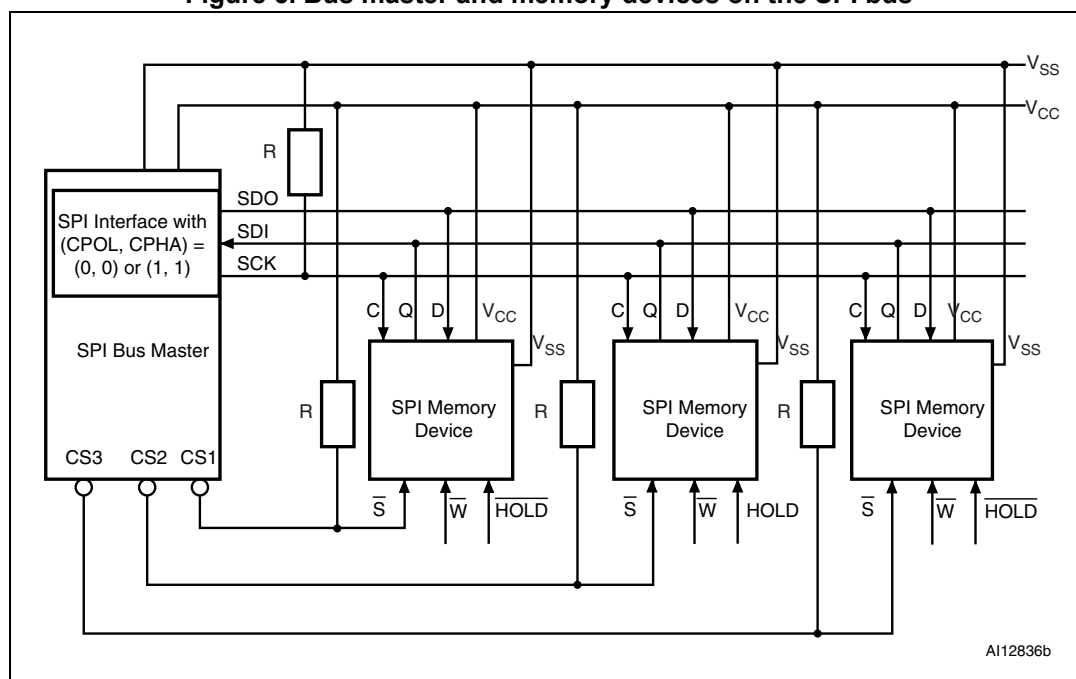 Figure 3. Bus master and memory devices on the SPI bus
VSS
VCC
R
SDO
SDI
SCK
SPI Interface with
(CPOL, CPHA) =
(0, 0) or (1, 1)
SPI Bus Master
CS3 CS2 CS1
C Q D VCC VSS
C Q D VCC VSS
C Q D VCC VSS
R
SPI Memory
Device
R
SPI Memory
Device
R
SPI Memory
Device
S̅ W̅ H̅O̅L̅D̅
S̅ W̅ HOLD
S̅ W̅ H̅O̅L̅D̅
AI12836b